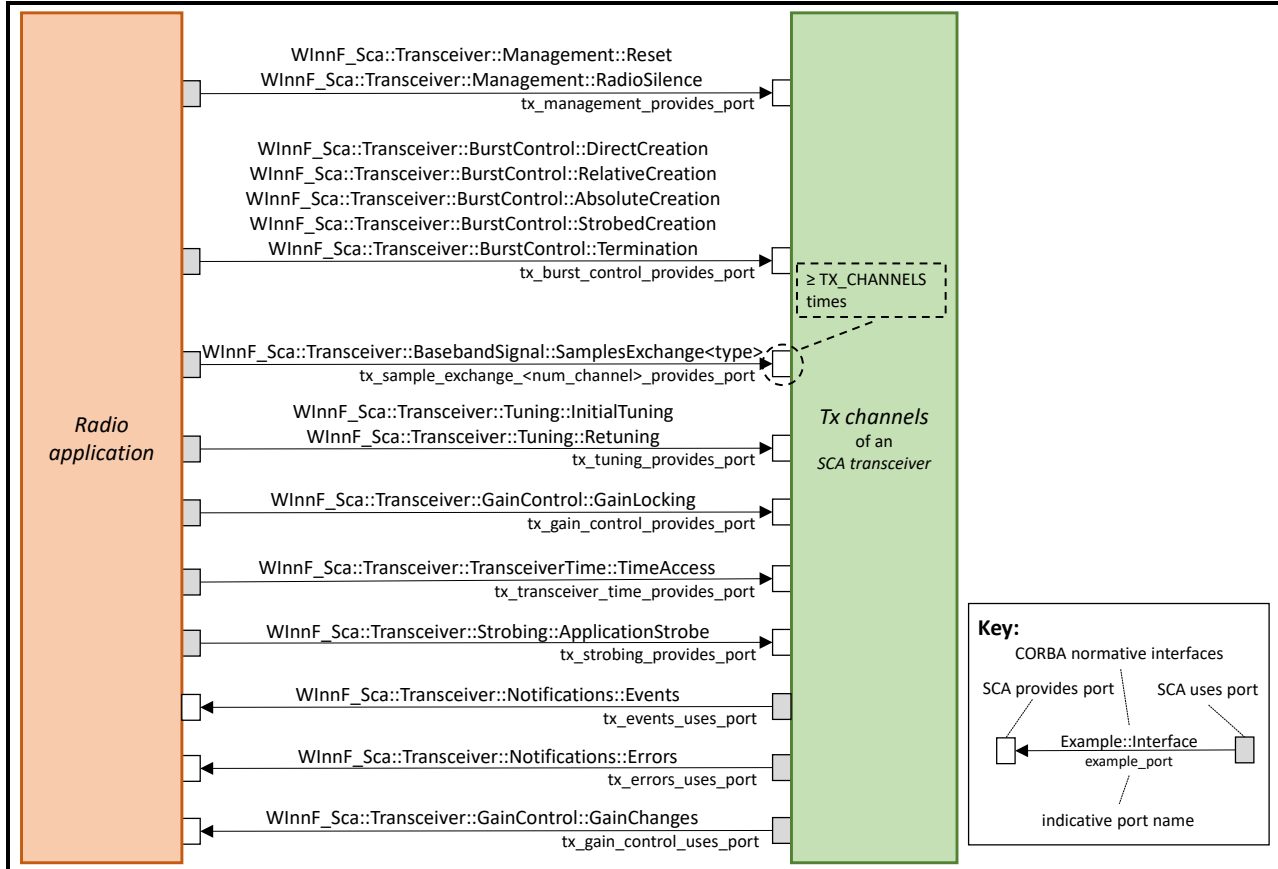 WInnF_Sca::Transceiver::Management::Reset
WInnF_Sca::Transceiver::Management::RadioSilence
tx_management_provides_port
WInnF_Sca::Transceiver::BurstControl::DirectCreation
WInnF_Sca::Transceiver::BurstControl::RelativeCreation
WInnF_Sca::Transceiver::BurstControl::AbsoluteCreation
WInnF_Sca::Transceiver::BurstControl::StrobedCreation
WInnF_Sca::Transceiver::BurstControl::Termination
tx_burst_control_provides_port
≥ TX_CHANNELS
times
WInnF_Sca::Transceiver::BasebandSignal::SamplesExchange<type>
tx_sample_exchange_<num_channel>_provides_port
Radio
application
WInnF_Sca::Transceiver::Tuning::InitialTuning
WInnF_Sca::Transceiver::Tuning::Retuning
tx_tuning_provides_port
Tx channels
of an
SCA transceiver
WInnF_Sca::Transceiver::GainControl::GainLocking
tx_gain_control_provides_port
WInnF_Sca::Transceiver::TransceiverTime::TimeAccess
tx_transceiver_time_provides_port
WInnF_Sca::Transceiver::Strobing::ApplicationStrobe
tx_strobing_provides_port
WInnF_Sca::Transceiver::Notifications::Events
tx_events_uses_port
WInnF_Sca::Transceiver::Notifications::Errors
tx_errors_uses_port
WInnF_Sca::Transceiver::GainControl::GainChanges
tx_gain_control_uses_port
Key:
CORBA normative interfaces
SCA provides port
SCA uses port
Example::Interface
example_port
indicative port name